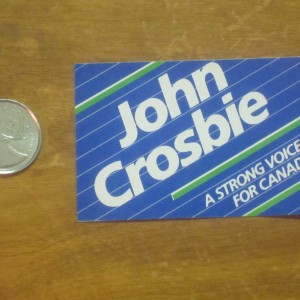 John
Crosbie
A STRONG VOICE
FOR CANAD